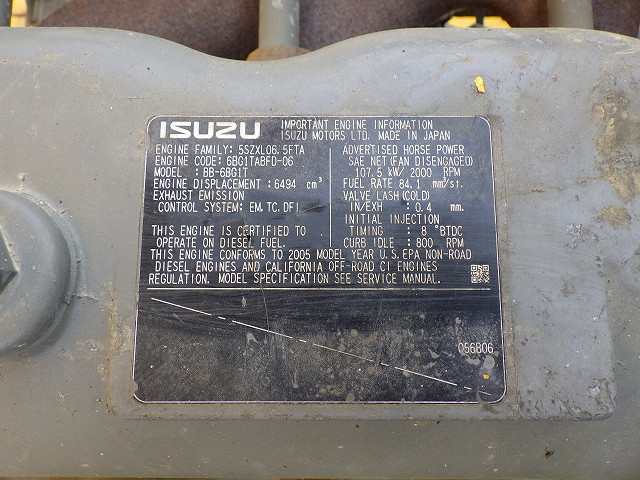 ISUZU
IMPORTANT ENGINE INFORMATION
ISUZU MOTORS LTD. MADE IN JAPAN
ENGINE FAMILY: 5SZXL06.5FTA
ENGINE CODE: 6BG1TABFD-06
MODEL : BB-6BG1T
ENGINE DISPLACEMENT : 6494 cm³
EXHAUST EMISSION
CONTROL SYSTEM: EM, TC, DFI
THIS ENGINE IS CERTIFIED TO
OPERATE ON DIESEL FUEL.
ADVERTISED HORSE POWER
SAE NET (FAN DISENGAGED)
107.5 kW/ 2000 RPM
FUEL RATE 84.1 mm³/st.
VALVE LASH (COLD)
IN/EXH : 0.4 mm.
INITIAL INJECTION
TIMING : 8 °BTDC
CURB IDLE : 800 RPM
THIS ENGINE CONFORMS TO 2005 MODEL YEAR U.S. EPA NON-ROAD
DIESEL ENGINES AND CALIFORNIA OFF-ROAD CI ENGINES
REGULATION. MODEL SPECIFICATION SEE SERVICE MANUAL.
056806